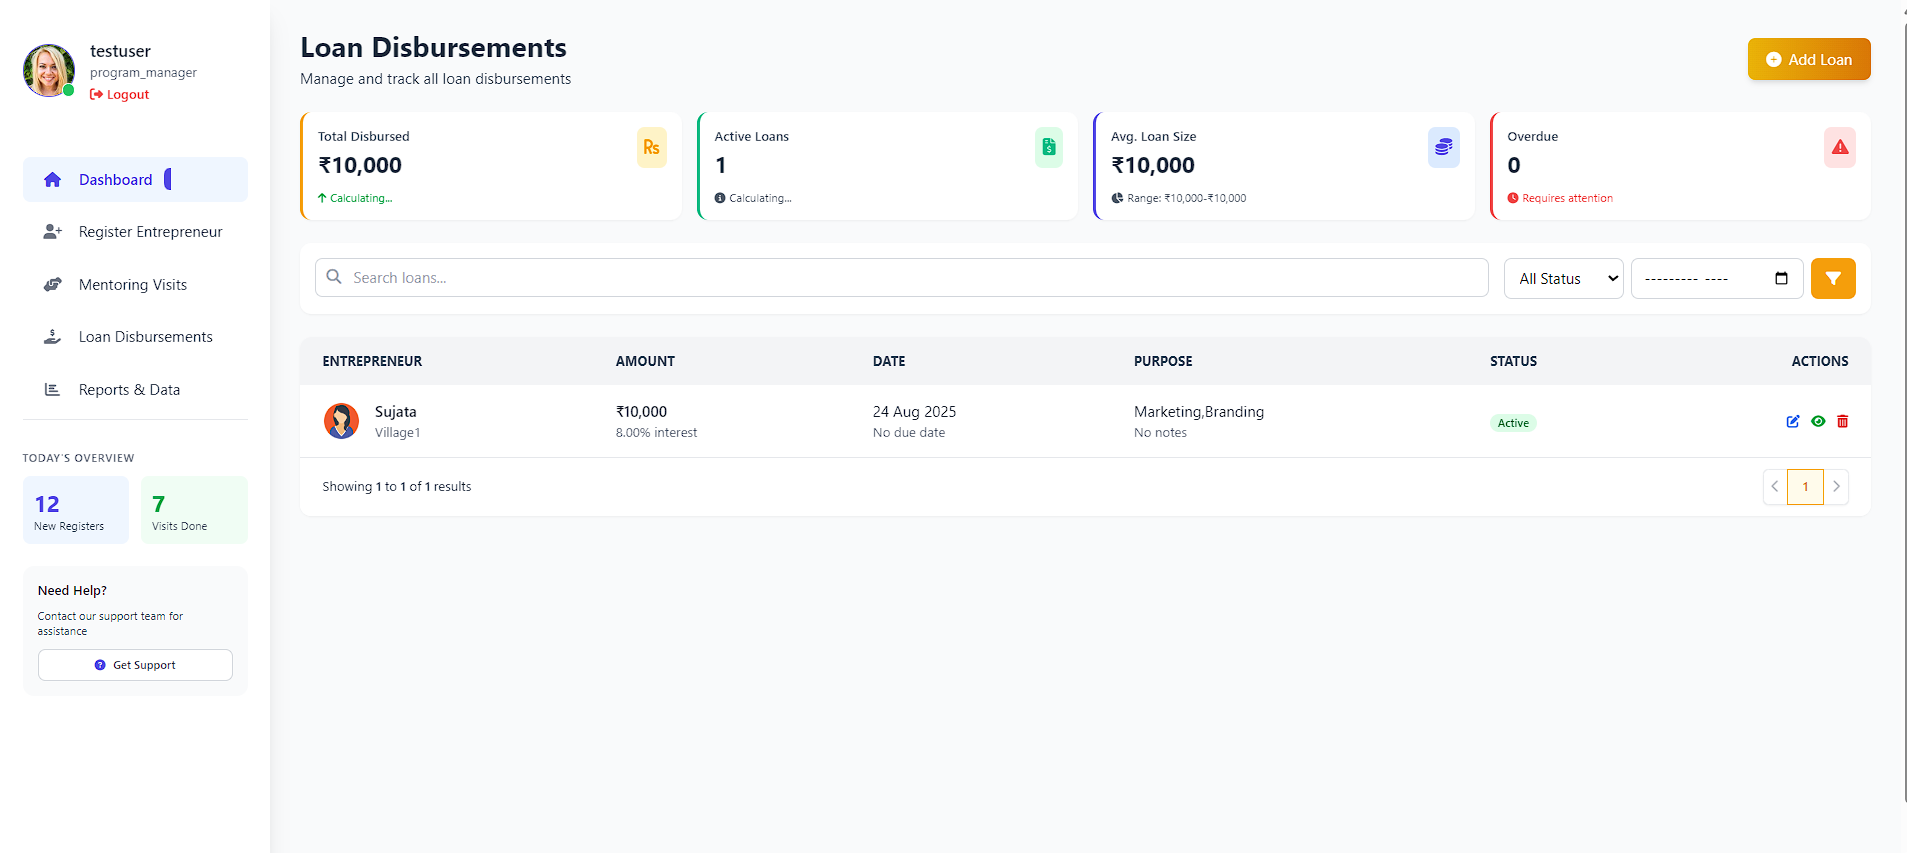 testuser
program_manager
Logout
Dashboard
Register Entrepreneur
Mentoring Visits
Loan Disbursements
Reports & Data
TODAY'S OVERVIEW
12
New Registers
7
Visits Done
Need Help?
Contact our support team for
assistance
Get Support
Loan Disbursements
Manage and track all loan disbursements
Add Loan
Total Disbursed
₹10,000
Calculating...
Rs
Active Loans
1
Calculating...
Avg. Loan Size
₹10,000
Range: ₹10,000-₹10,000
Overdue
0
Requires attention
Search loans...
All Status
--------- ----
ENTREPRENEUR AMOUNT DATE PURPOSE STATUS ACTIONS
Sujata ₹10,000 24 Aug 2025 Marketing,Branding Active
Village1 8.00% interest No due date No notes
Showing 1 to 1 of 1 results
1